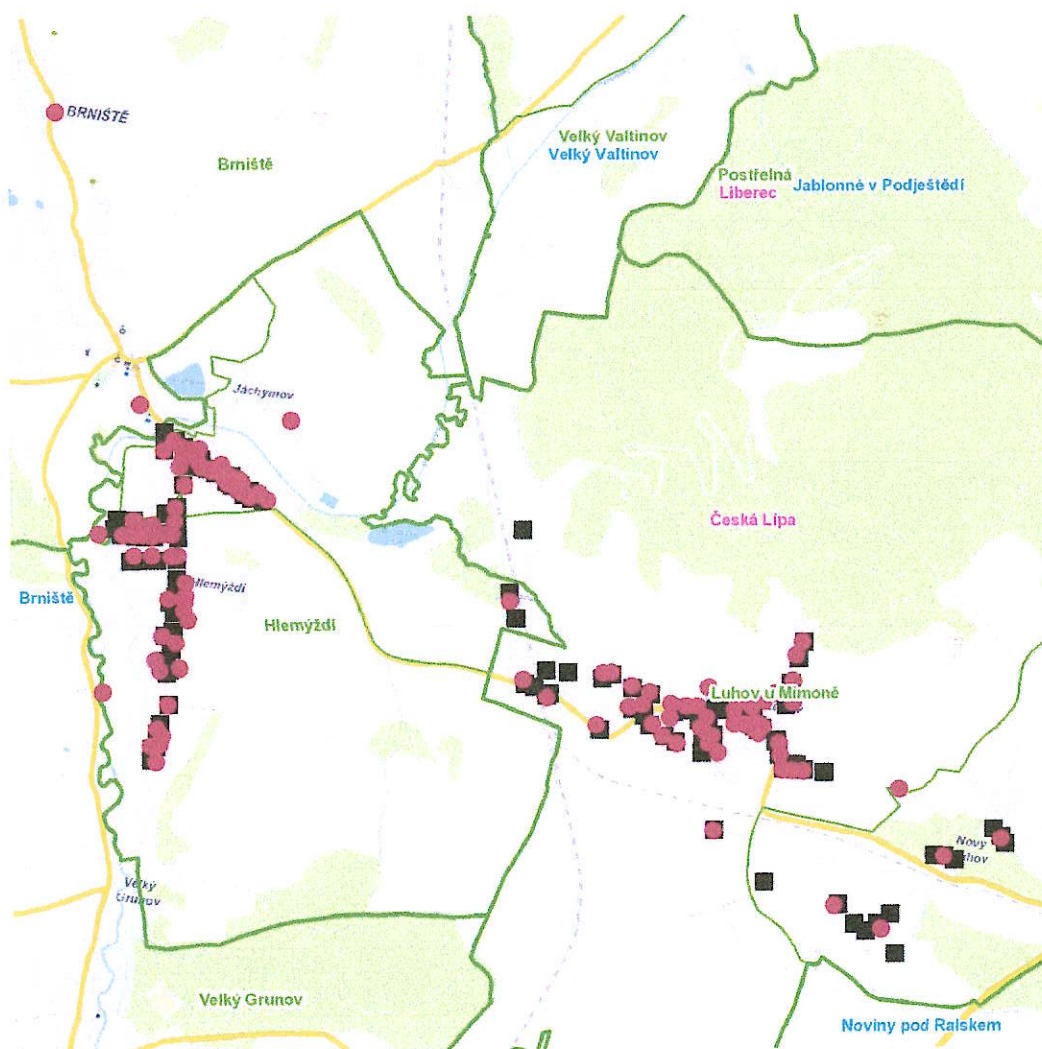 BRNIŠTĚ
Brniště
Velký Valtinov
Velký Valtinov
Postřelná
Liberec
Jablonné v Podještědí
Jáchymov
Česká Lípa
Hlemýždí
Brniště
Hlemýždí
Luhov u Mimoně
Nový
Velký
Grunov
Velký Grunov
Noviny pod Ralskem